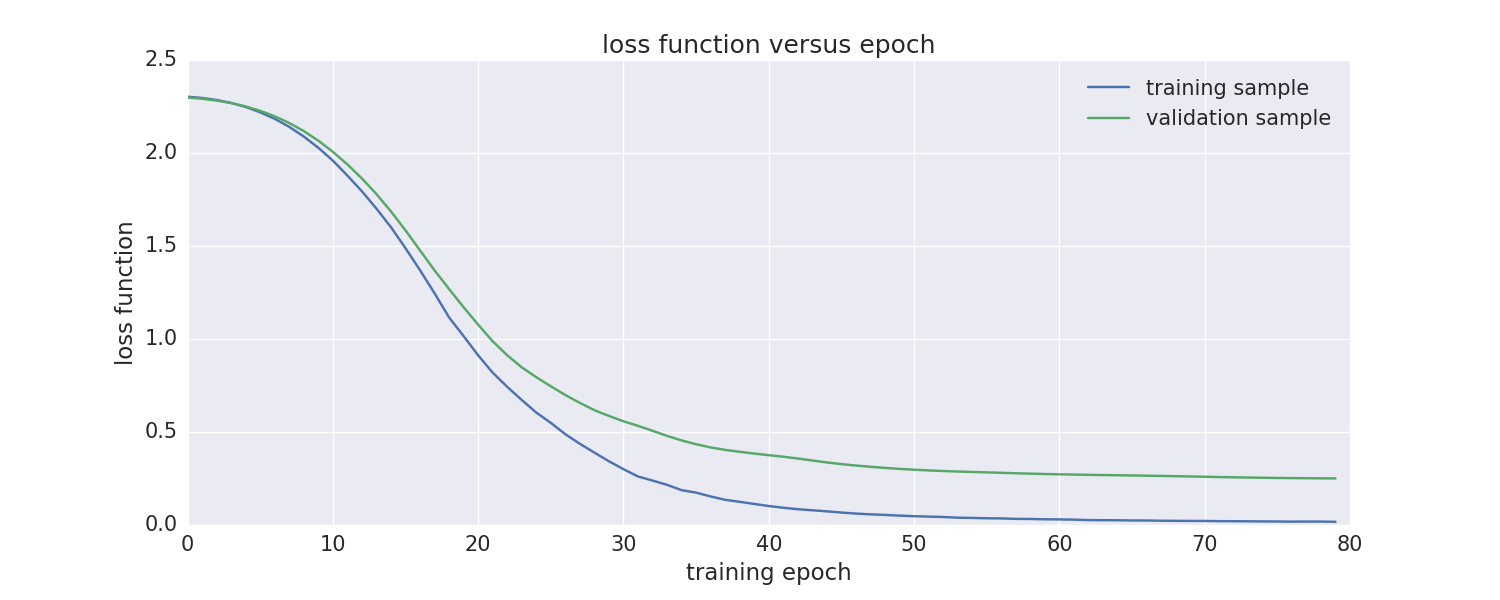 loss function versus epoch
2.5
2.0
1.5
1.0
0.5
0.0
loss function
training sample
validation sample
0 10 20 30 40 50 60 70 80
training epoch